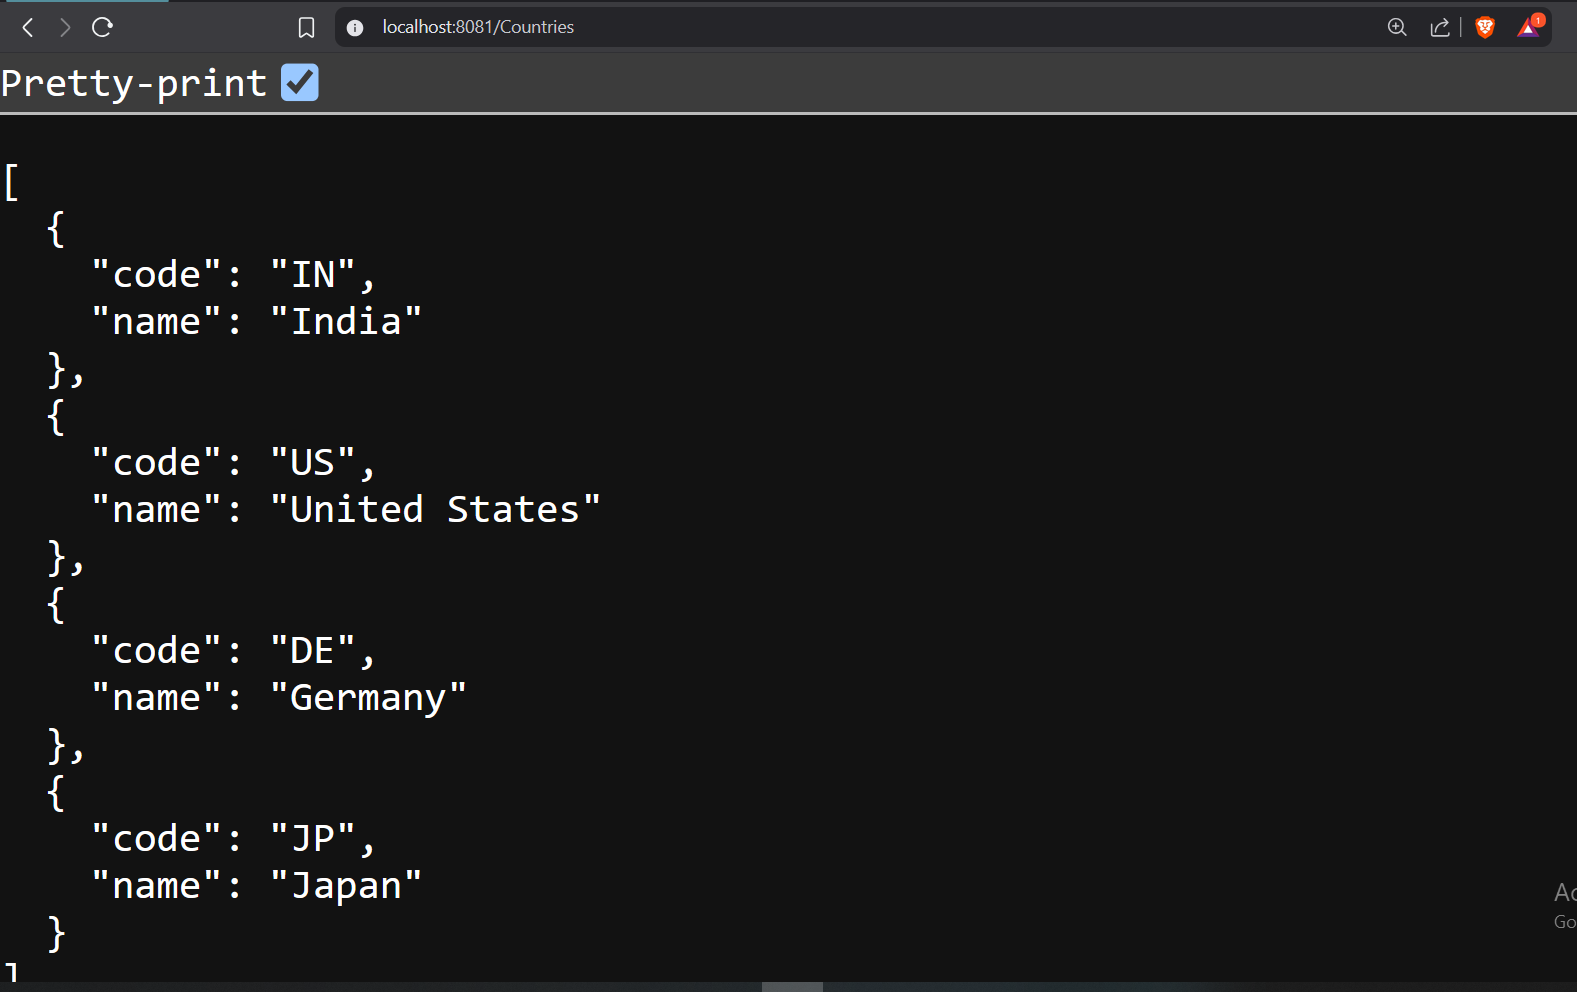 localhost:8081/Countries
1
Pretty-print
[
  {
    "code": "IN",
    "name": "India"
  },
  {
    "code": "US",
    "name": "United States"
  },
  {
    "code": "DE",
    "name": "Germany"
  },
  {
    "code": "JP",
    "name": "Japan"
  }
]
Go